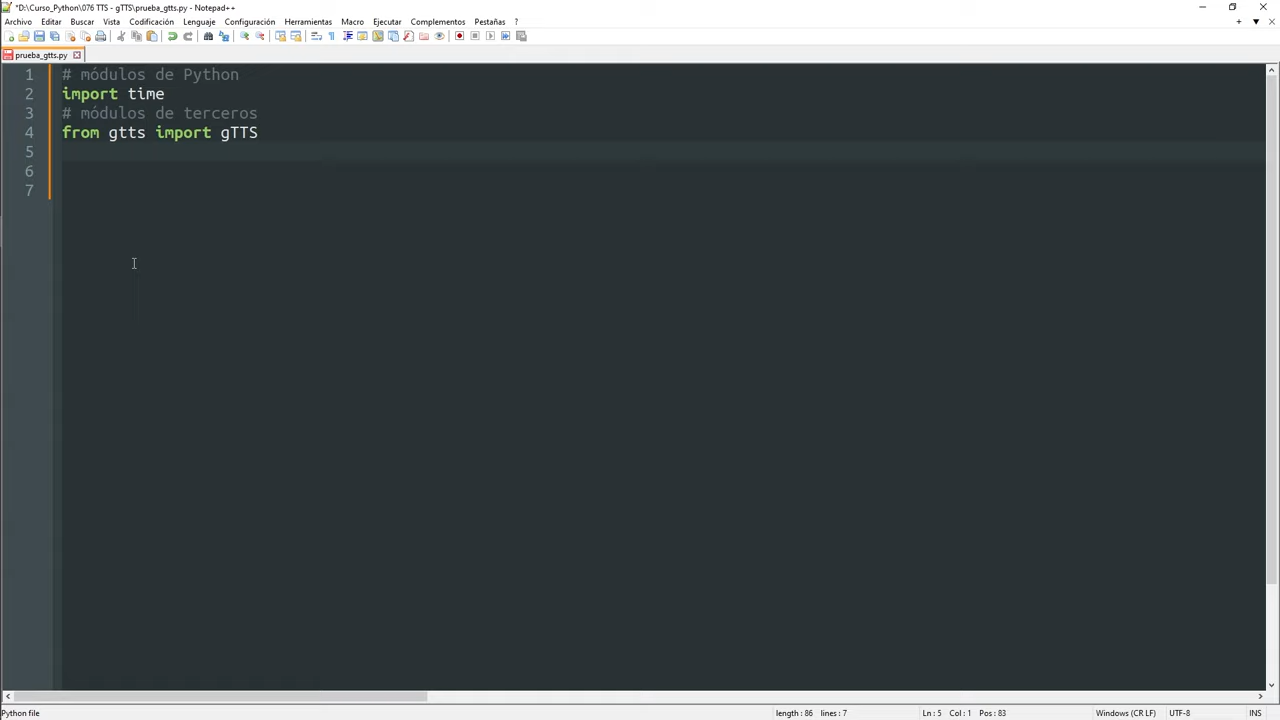 *D:\Curso_Python\076 TTS - gTTS\prueba_gtts.py - Notepad++
Archivo Editar Buscar Vista Codificación Lenguaje Configuración Herramientas Macro Ejecutar Complementos Pestañas ?
prueba_gtts.py
1 # módulos de Python
2 import time
3 # módulos de terceros
4 from gtts import gTTS
5
6
7
Python file length : 86 lines : 7 Ln : 5 Col : 1 Pos : 83 Windows (CR LF) UTF-8 INS